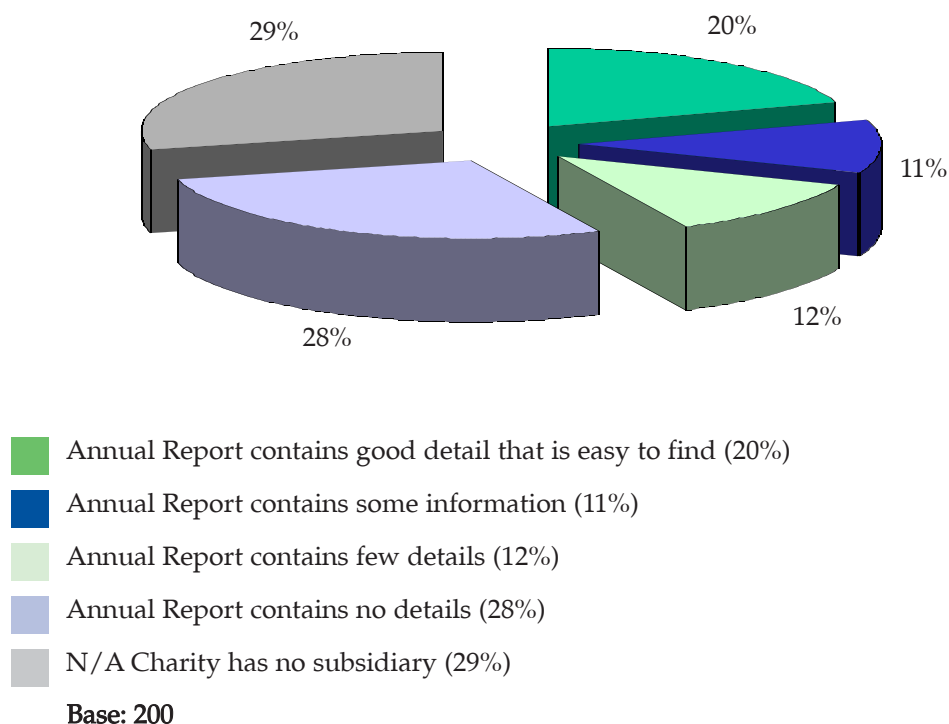 29%
20%
11%
12%
28%
Annual Report contains good detail that is easy to find (20%)
Annual Report contains some information (11%)
Annual Report contains few details (12%)
Annual Report contains no details (28%)
N/A Charity has no subsidiary (29%)
Base: 200